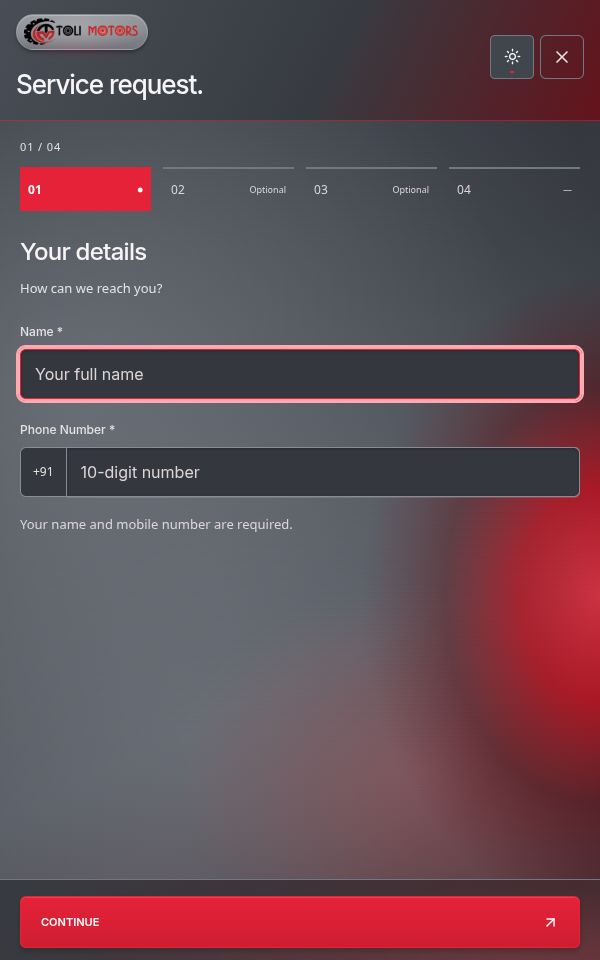 TOLI MOTORS
Service request.
01 / 04
01
02 Optional
03 Optional
04 —
Your details
How can we reach you?
Name *
Your full name
Phone Number *
+91 10-digit number
Your name and mobile number are required.
CONTINUE